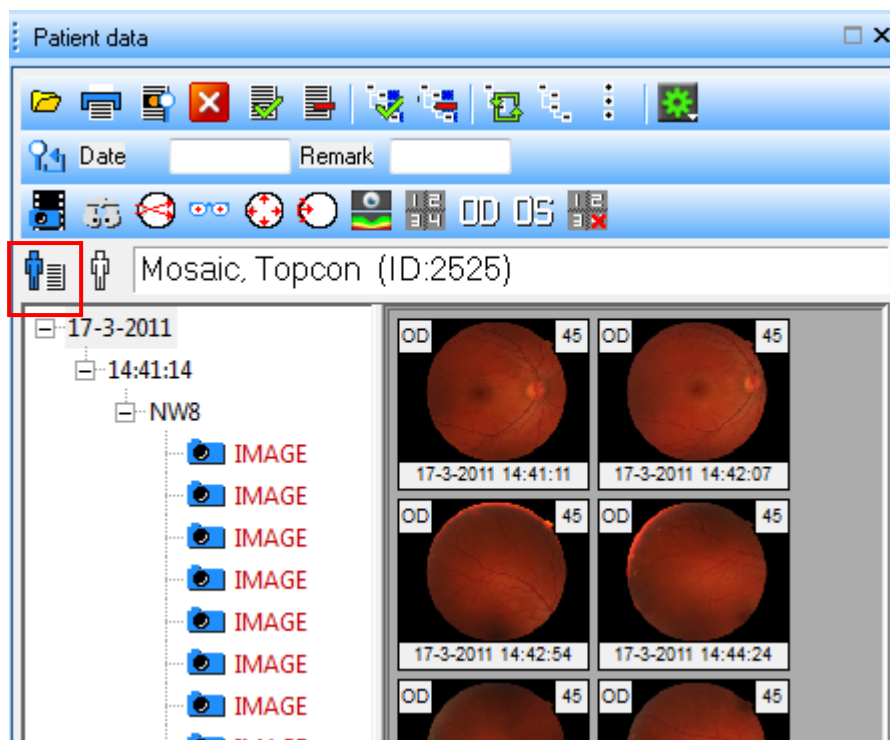 Patient data
Date Remark
OD OS
Mosaic, Topcon (ID:2525)
17-3-2011
14:41:14
NW8
IMAGE
IMAGE
IMAGE
IMAGE
IMAGE
IMAGE
IMAGE
OD 45 OD 45
17-3-2011 14:41:11 17-3-2011 14:42:07
OD 45 OD 45
17-3-2011 14:42:54 17-3-2011 14:44:24
OD 45 OD 45